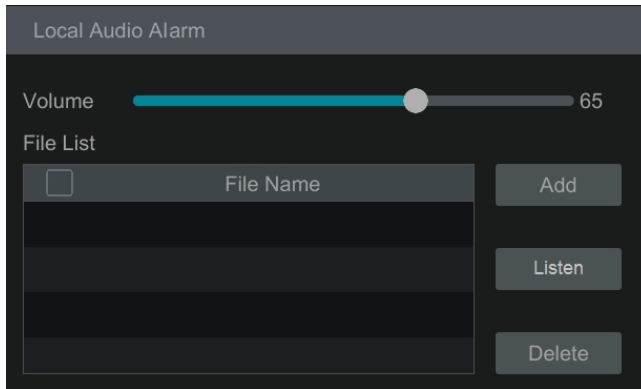 Local Audio Alarm
Volume 65
File List
File Name Add
Listen
Delete